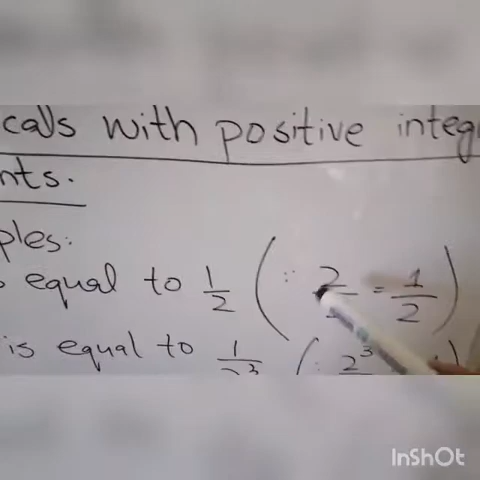 cals with positive integ
nts.
ples:
equal to 1/2 ( ∵ 2/ = 1/2 )
is equal to 1/2³ ( ∵ 2³
InShOt